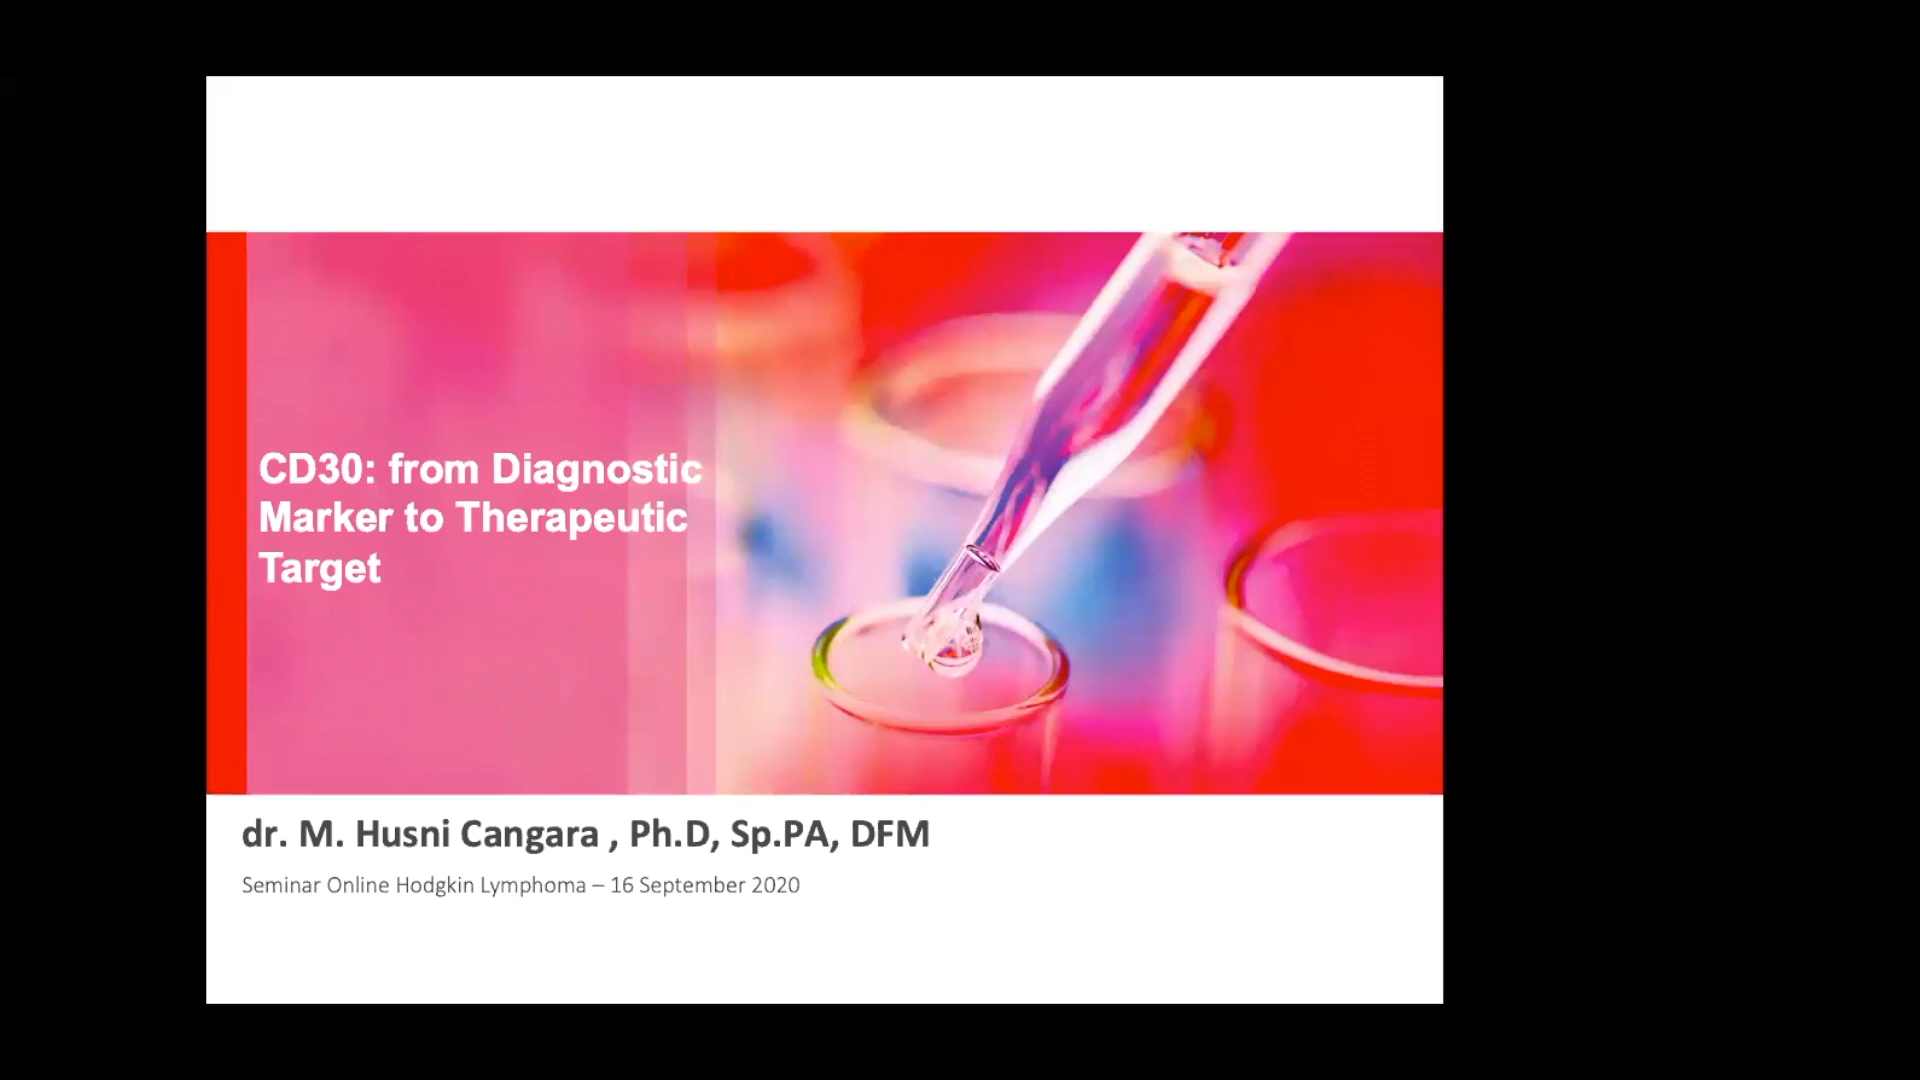 CD30: from Diagnostic
Marker to Therapeutic
Target
dr. M. Husni Cangara , Ph.D, Sp.PA, DFM
Seminar Online Hodgkin Lymphoma – 16 September 2020